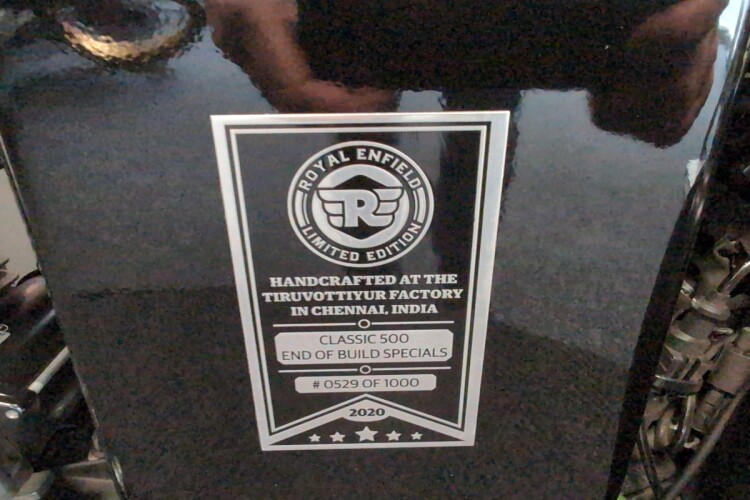 ROYAL ENFIELD
RE
LIMITED EDITION
HANDCRAFTED AT THE
TIRUVOTTIYUR FACTORY
IN CHENNAI, INDIA
CLASSIC 500
END OF BUILD SPECIALS
# 0529 OF 1000
2020